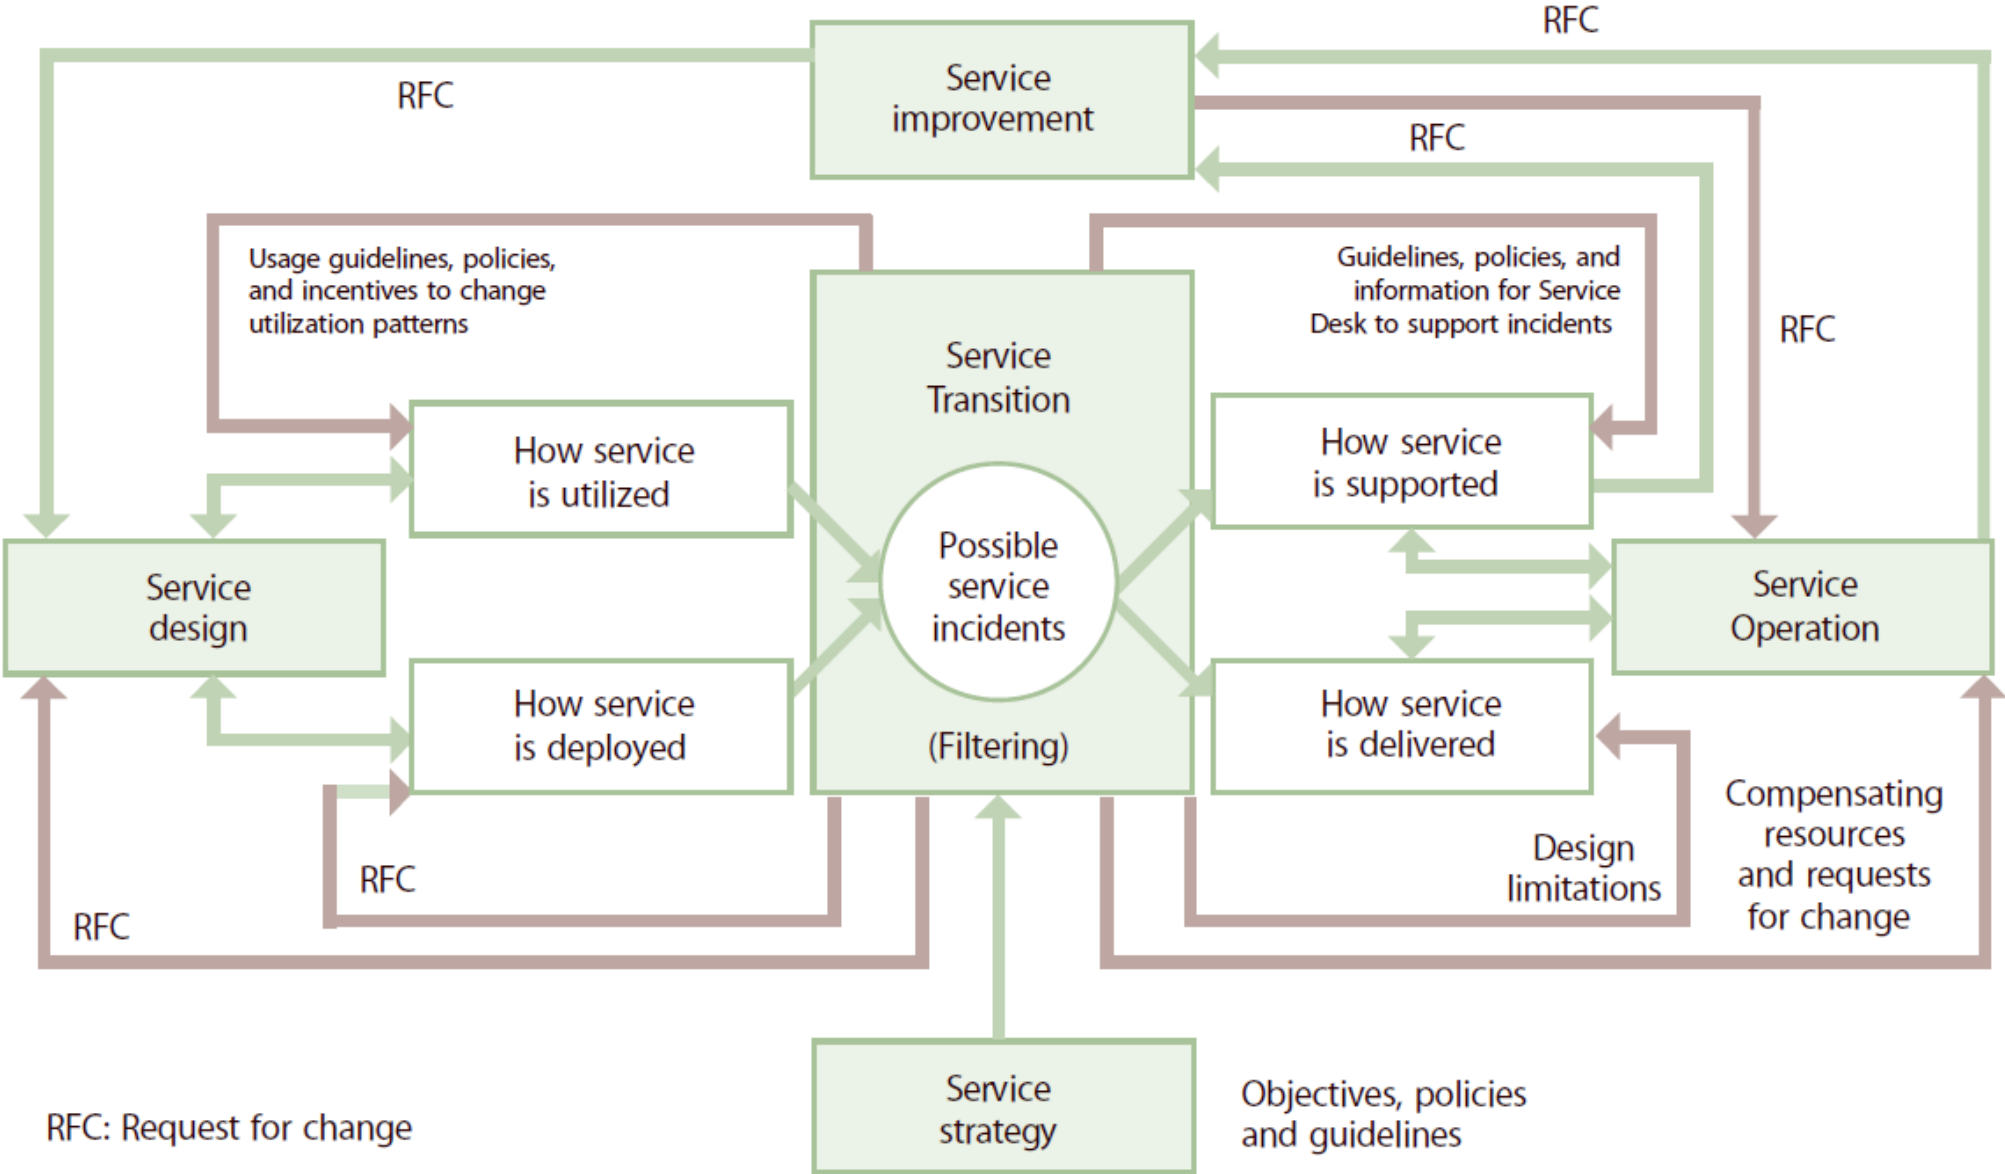 RFC
Service
improvement
RFC
RFC
Usage guidelines, policies,
and incentives to change
utilization patterns
Guidelines, policies, and
information for Service
Desk to support incidents
RFC
Service
Transition
How service
is utilized
How service
is supported
Possible
service
incidents
Service
design
Service
Operation
How service
is deployed
(Filtering)
How service
is delivered
Compensating
resources
and requests
for change
Design
limitations
RFC
RFC
Service
strategy
Objectives, policies
and guidelines
RFC: Request for change